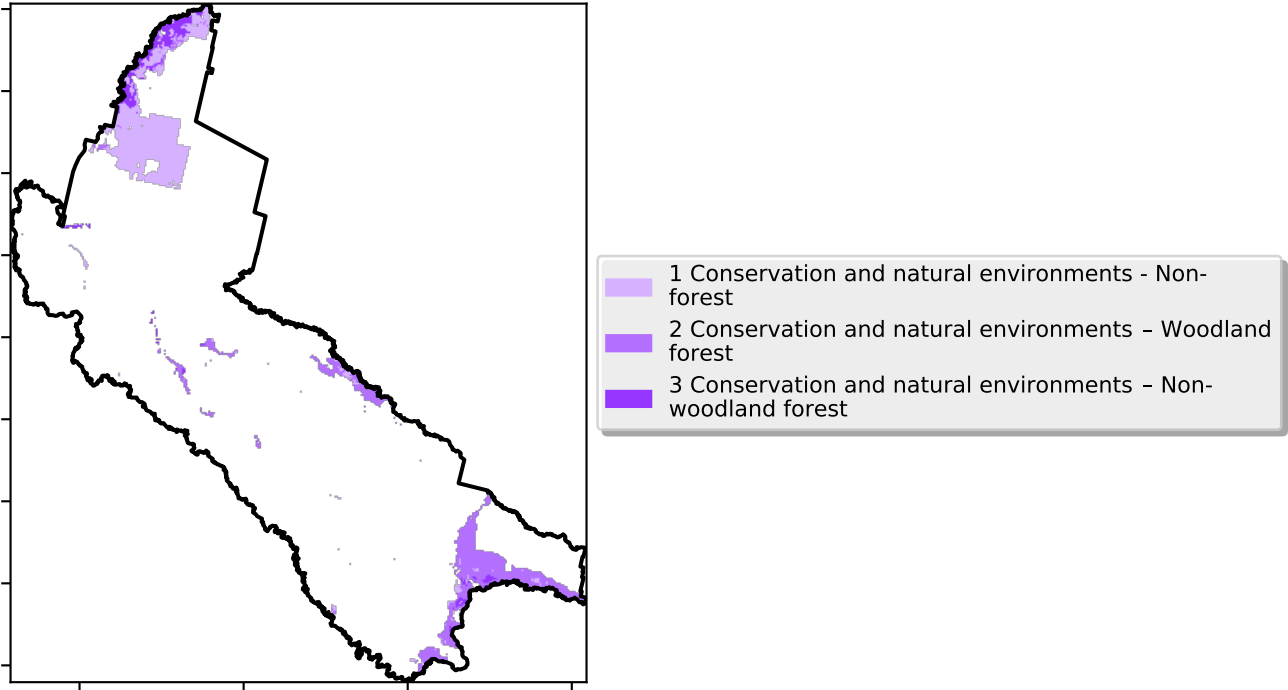 1 Conservation and natural environments - Non-
forest
2 Conservation and natural environments – Woodland
forest
3 Conservation and natural environments – Non-
woodland forest